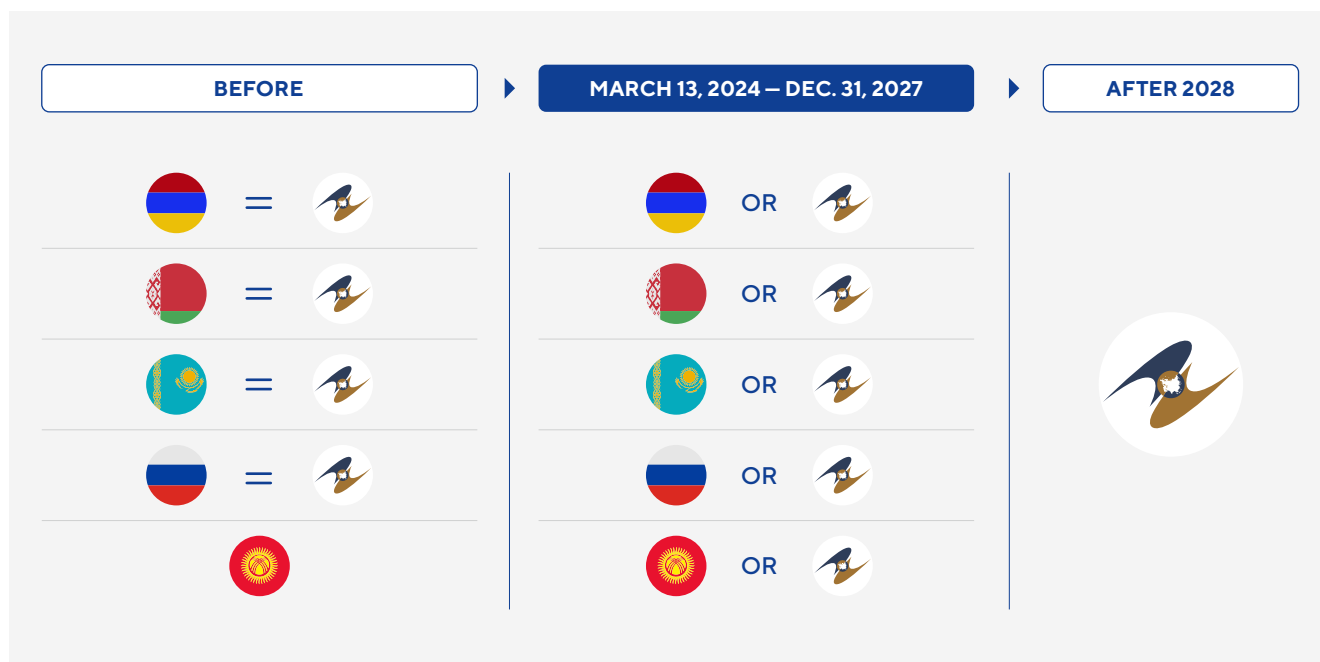 BEFORE
MARCH 13, 2024 — DEC. 31, 2027
AFTER 2028
=
OR
=
OR
=
OR
=
OR
OR